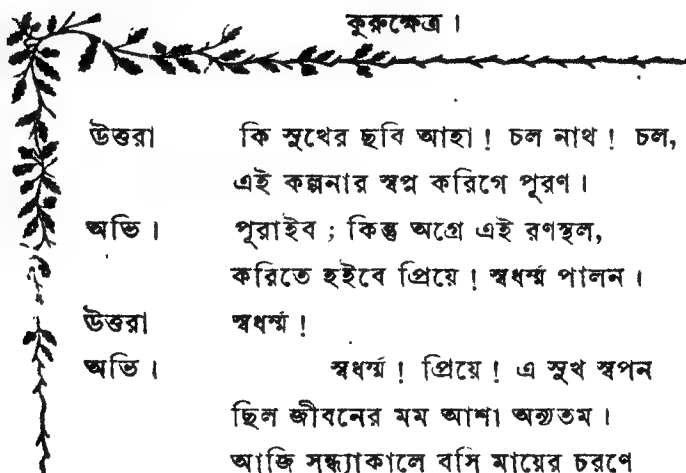 কুরুক্ষেত্র।
উত্তরা কি সুখের ছবি আহা! চল নাথ! চল,
এই কল্পনার স্বপ্ন করিগে পূরণ।
অভি। পূরাইব; কিন্তু অগ্রে এই রণস্থল,
করিতে হইবে প্রিয়ে! স্বধর্ম্ম পালন।
উত্তরা স্বধর্ম্ম!
অভি। স্বধর্ম্ম! প্রিয়ে! এ সুখ স্বপন
ছিল জীবনের মম আশা অন্যতম।
আজি সন্ধ্যাকালে বসি মায়ের চরণে